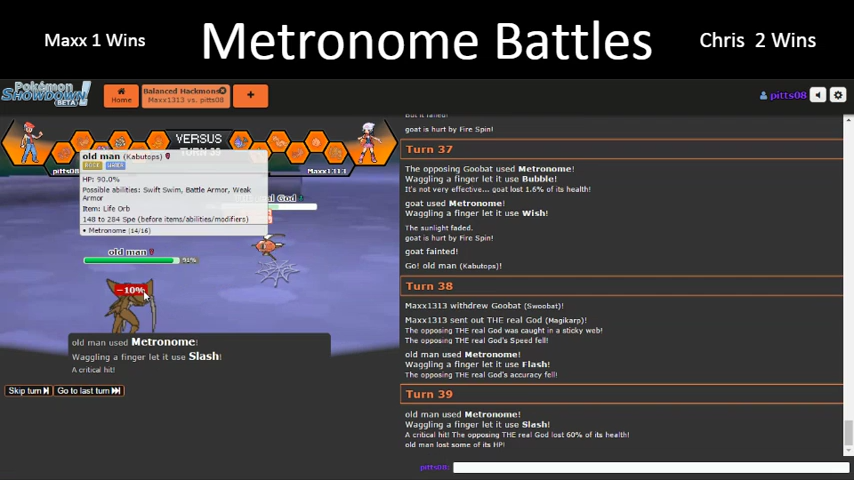 Maxx 1 Wins
Metronome Battles
Chris 2 Wins
Pokémon
SHOWDOWN!
BETA
Home
Balanced Hackmons
Maxx1313 vs. pitts08
+
pitts08
VERSUS
pitts08
Maxx1313
old man (Kabutops)
ROCK WATER
HP: 90.0%
Possible abilities: Swift Swim, Battle Armor, Weak
Armor
Item: Life Orb
148 to 284 Spe (before items/abilities/modifiers)
• Metronome (14/16)
God
old man
91%
−10%
old man used Metronome!
Waggling a finger let it use Slash!
A critical hit!
Skip turn
Go to last turn
But it failed!
goat is hurt by Fire Spin!
Turn 37
The opposing Goobat used Metronome!
Waggling a finger let it use Bubble!
It's not very effective... goat lost 1.6% of its health!
goat used Metronome!
Waggling a finger let it use Wish!
The sunlight faded.
goat is hurt by Fire Spin!
goat fainted!
Go! old man (Kabutops)!
Turn 38
Maxx1313 withdrew Goobat (Swoobat)!
Maxx1313 sent out THE real God (Magikarp)!
The opposing THE real God was caught in a sticky web!
The opposing THE real God's Speed fell!
old man used Metronome!
Waggling a finger let it use Flash!
The opposing THE real God's accuracy fell!
Turn 39
old man used Metronome!
Waggling a finger let it use Slash!
A critical hit! The opposing THE real God lost 60% of its health!
old man lost some of its HP!
pitts08: